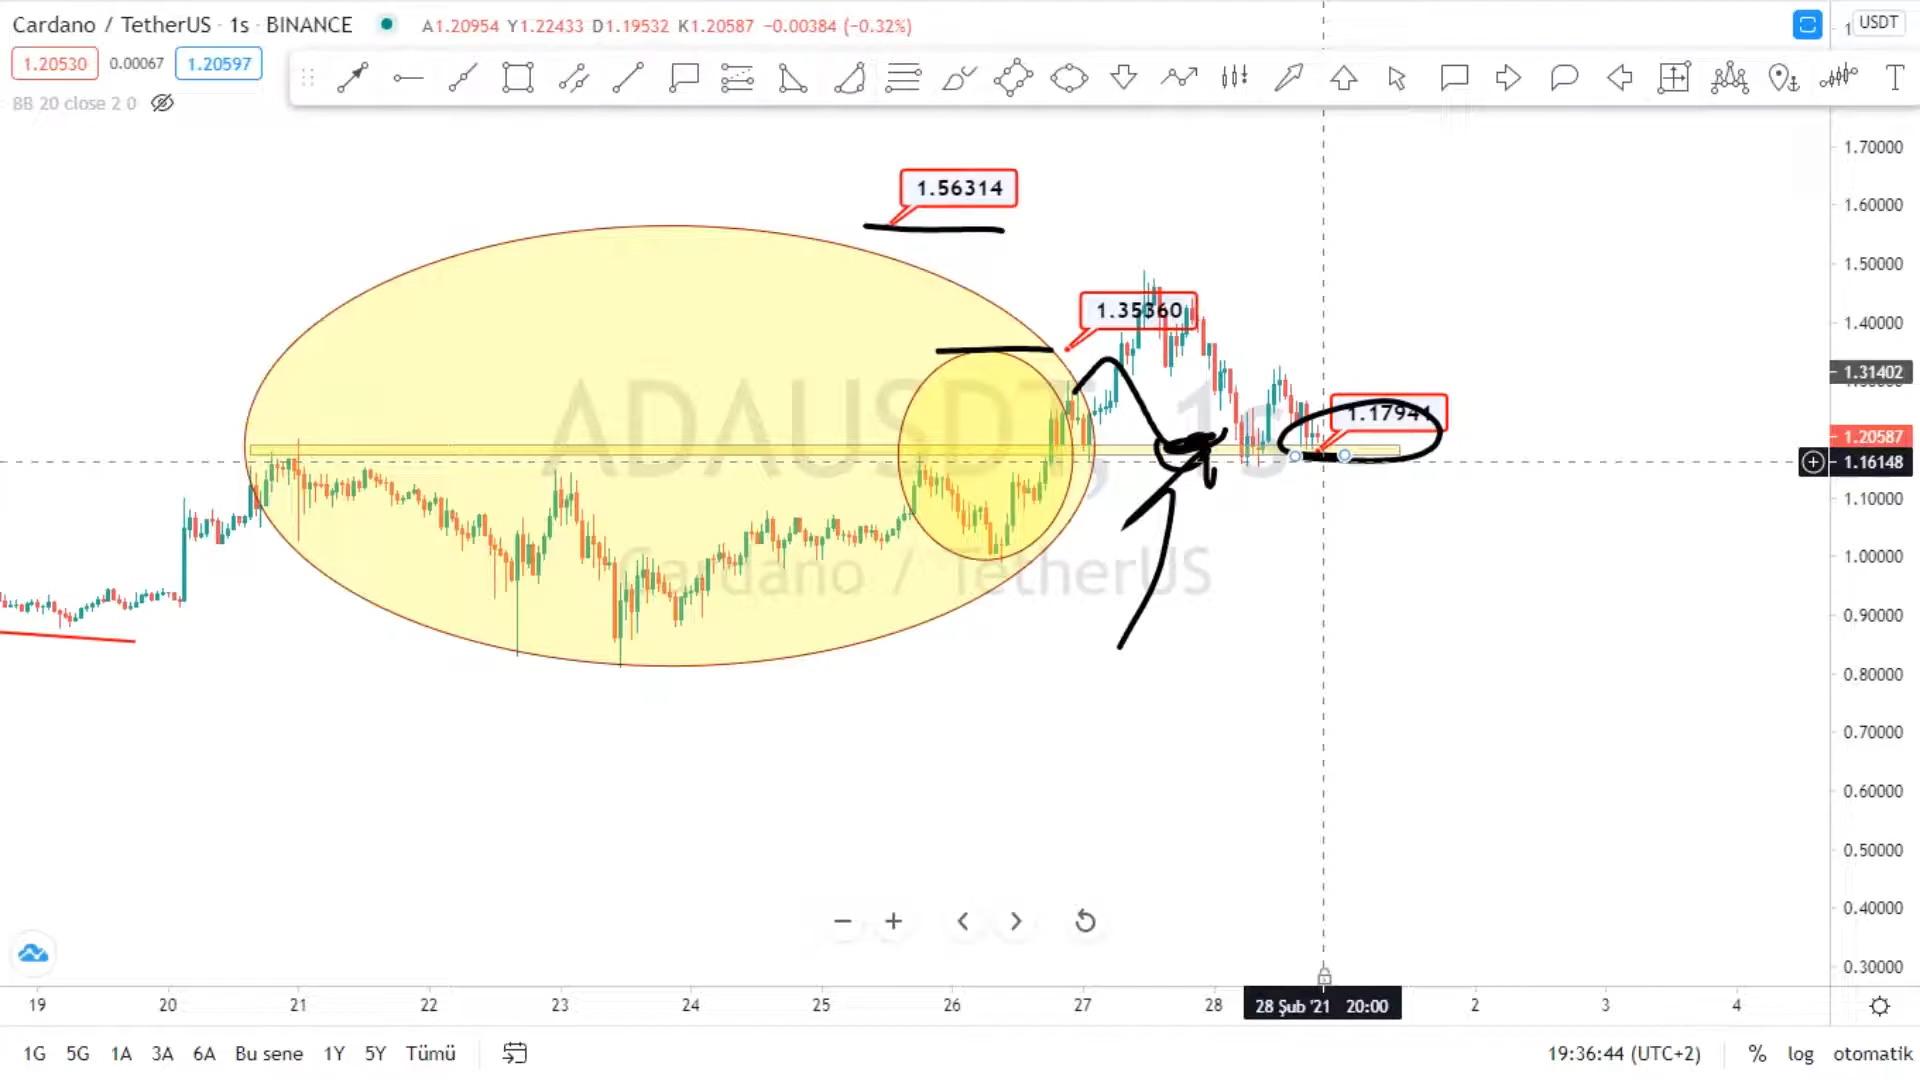 Cardano / TetherUS · 1s · BINANCE A1.20954 Y1.22433 D1.19532 K1.20587 −0.00384 (−0.32%)
USDT
1.20530 0.00067 1.20597
BB 20 close 2 0
T
1.70000
1.56314
1.60000
1.50000
1.35360
1.40000
1.31402
1.17941
1.20587
ADAUSDT, 1s
1.16148
1.10000
Cardano / TetherUS
1.00000
0.90000
0.80000
0.70000
0.60000
0.50000
0.40000
0.30000
19 20 21 22 23 24 25 26 27 28 28 Şub '21 20:00 2 3 4
1G 5G 1A 3A 6A Bu sene 1Y 5Y Tümü 19:36:44 (UTC+2) % log otomatik